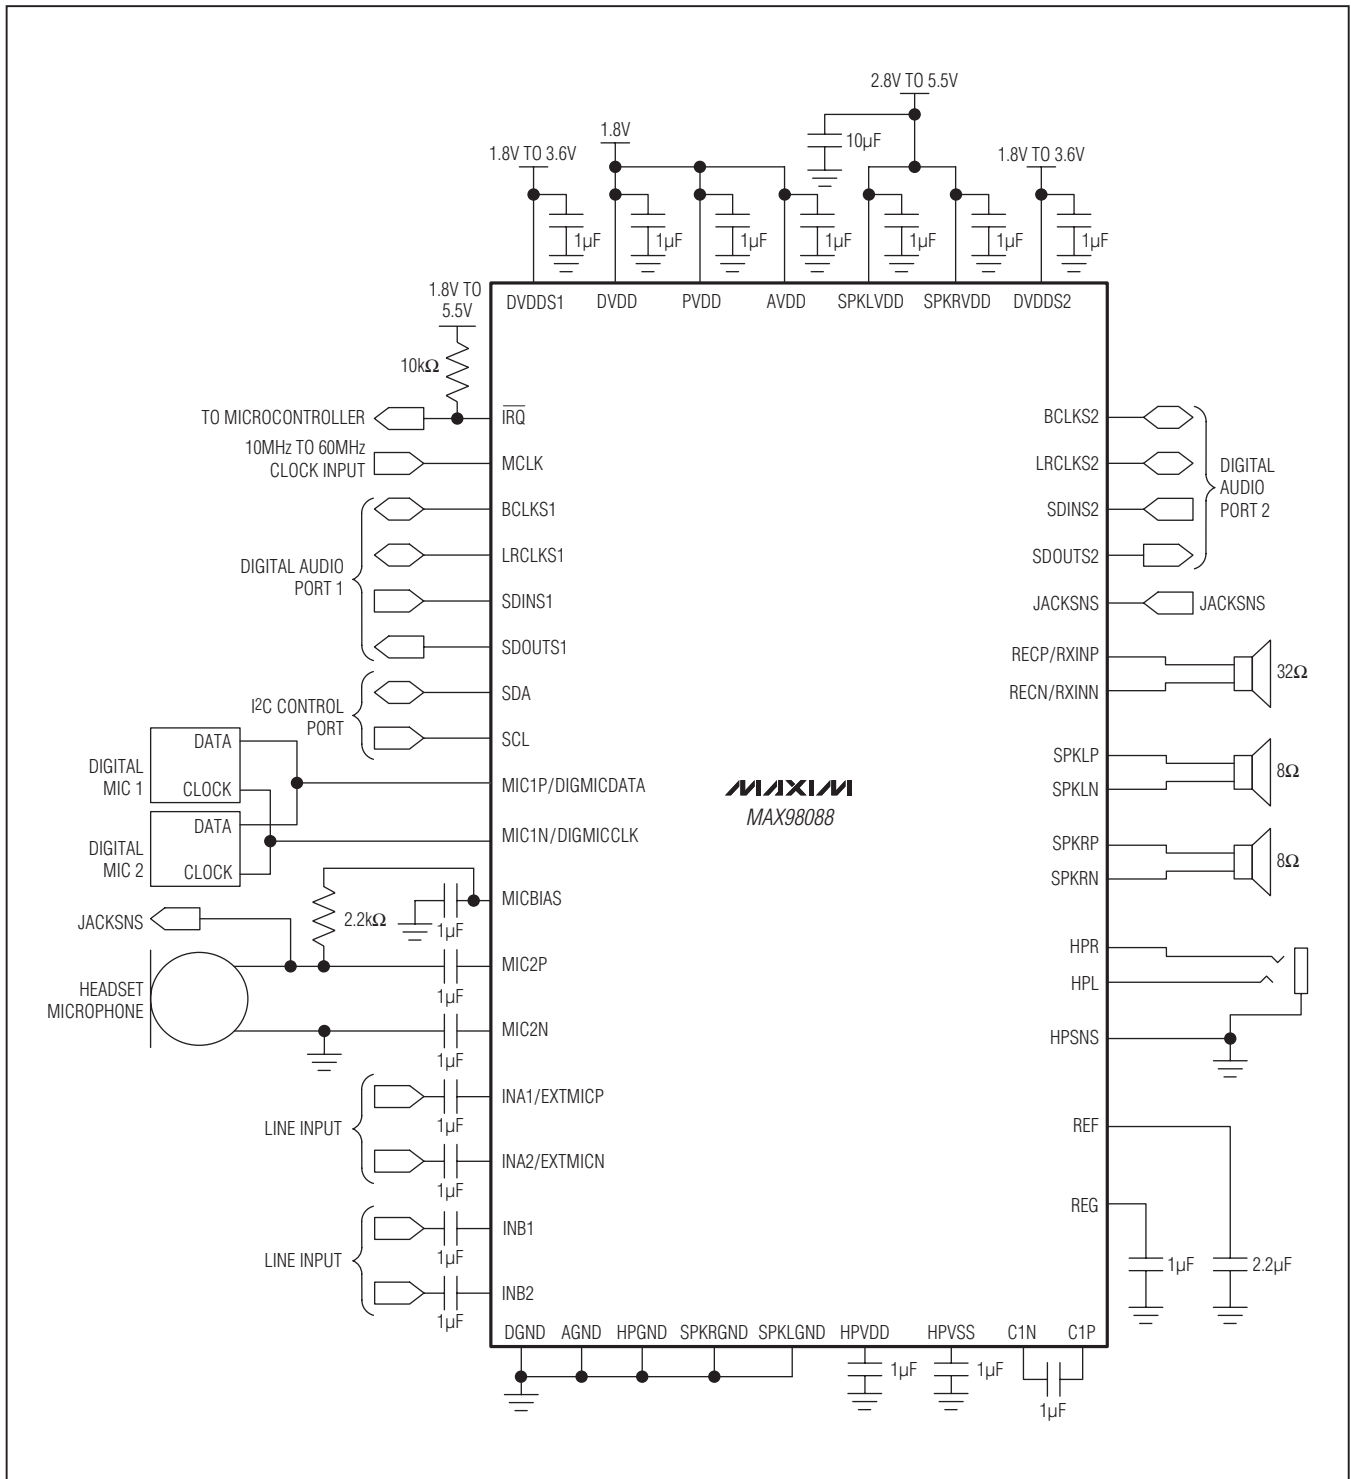 2.8V TO 5.5V
10µF
1.8V
1.8V TO 3.6V
1.8V TO 3.6V
1µF
1µF
1µF
1µF
1µF
1µF
1µF
DVDDS1
DVDD
PVDD
AVDD
SPKLVDD
SPKRVDD
DVDDS2
1.8V TO
5.5V
10kΩ
TO MICROCONTROLLER
IRQ
10MHz TO 60MHz
CLOCK INPUT
MCLK
DIGITAL AUDIO
PORT 1
BCLKS1
LRCLKS1
SDINS1
SDOUTS1
I²C CONTROL
PORT
SDA
SCL
DIGITAL
MIC 1
DATA
CLOCK
DIGITAL
MIC 2
DATA
CLOCK
MIC1P/DIGMICDATA
MIC1N/DIGMICCLK
MICBIAS
1µF
2.2kΩ
JACKSNS
HEADSET
MICROPHONE
MIC2P
1µF
MIC2N
1µF
LINE INPUT
INA1/EXTMICP
1µF
INA2/EXTMICN
1µF
LINE INPUT
INB1
1µF
INB2
1µF
MAXIM
MAX98088
BCLKS2
LRCLKS2
SDINS2
SDOUTS2
DIGITAL
AUDIO
PORT 2
JACKSNS
JACKSNS
RECP/RXINP
RECN/RXINN
32Ω
SPKLP
SPKLN
8Ω
SPKRP
SPKRN
8Ω
HPR
HPL
HPSNS
REF
REG
1µF
2.2µF
DGND
AGND
HPGND
SPKRGND
SPKLGND
HPVDD
HPVSS
C1N
C1P
1µF
1µF
1µF